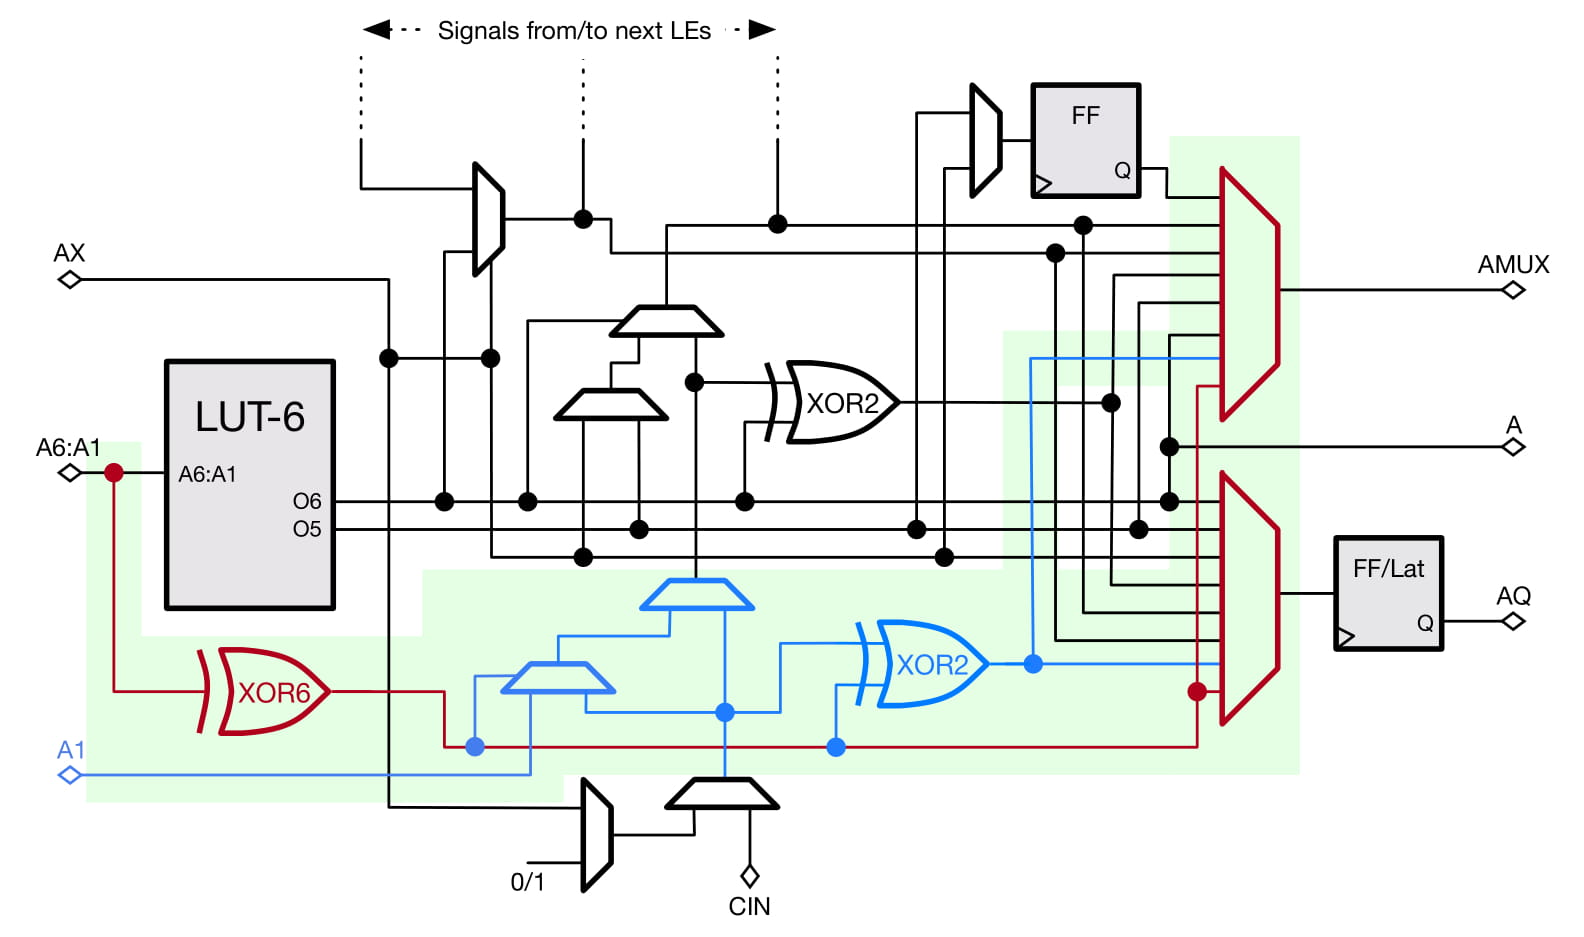 Signals from/to next LEs
FF
Q
AX
AMUX
LUT-6
XOR2
A6:A1
A6:A1
A
O6
O5
FF/Lat
Q
AQ
XOR6
XOR2
A1
0/1
CIN